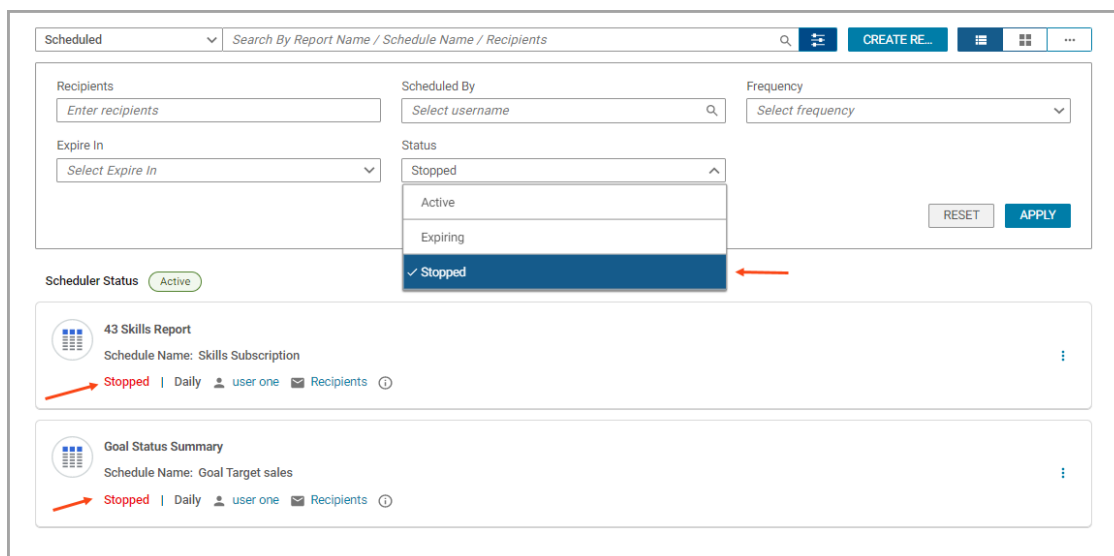 Scheduled
Search By Report Name / Schedule Name / Recipients
CREATE RE...
Recipients
Scheduled By
Frequency
Enter recipients
Select username
Select frequency
Expire In
Status
Select Expire In
Stopped
Active
Expiring
Stopped
RESET
APPLY
Scheduler Status
Active
43 Skills Report
Schedule Name: Skills Subscription
Stopped | Daily user one Recipients
Goal Status Summary
Schedule Name: Goal Target sales
Stopped | Daily user one Recipients